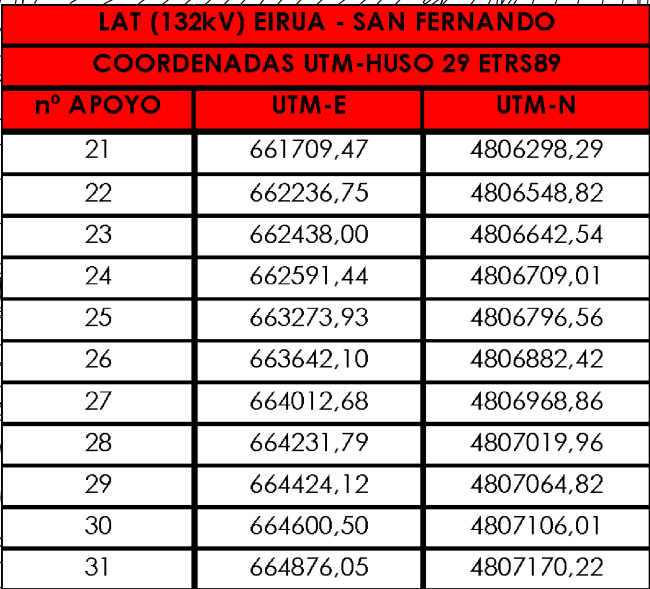 LAT (132kV) EIRUA - SAN FERNANDO
COORDENADAS UTM-HUSO 29 ETRS89
nº APOYO UTM-E UTM-N
21 661709,47 4806298,29
22 662236,75 4806548,82
23 662438,00 4806642,54
24 662591,44 4806709,01
25 663273,93 4806796,56
26 663642,10 4806882,42
27 664012,68 4806968,86
28 664231,79 4807019,96
29 664424,12 4807064,82
30 664600,50 4807106,01
31 664876,05 4807170,22